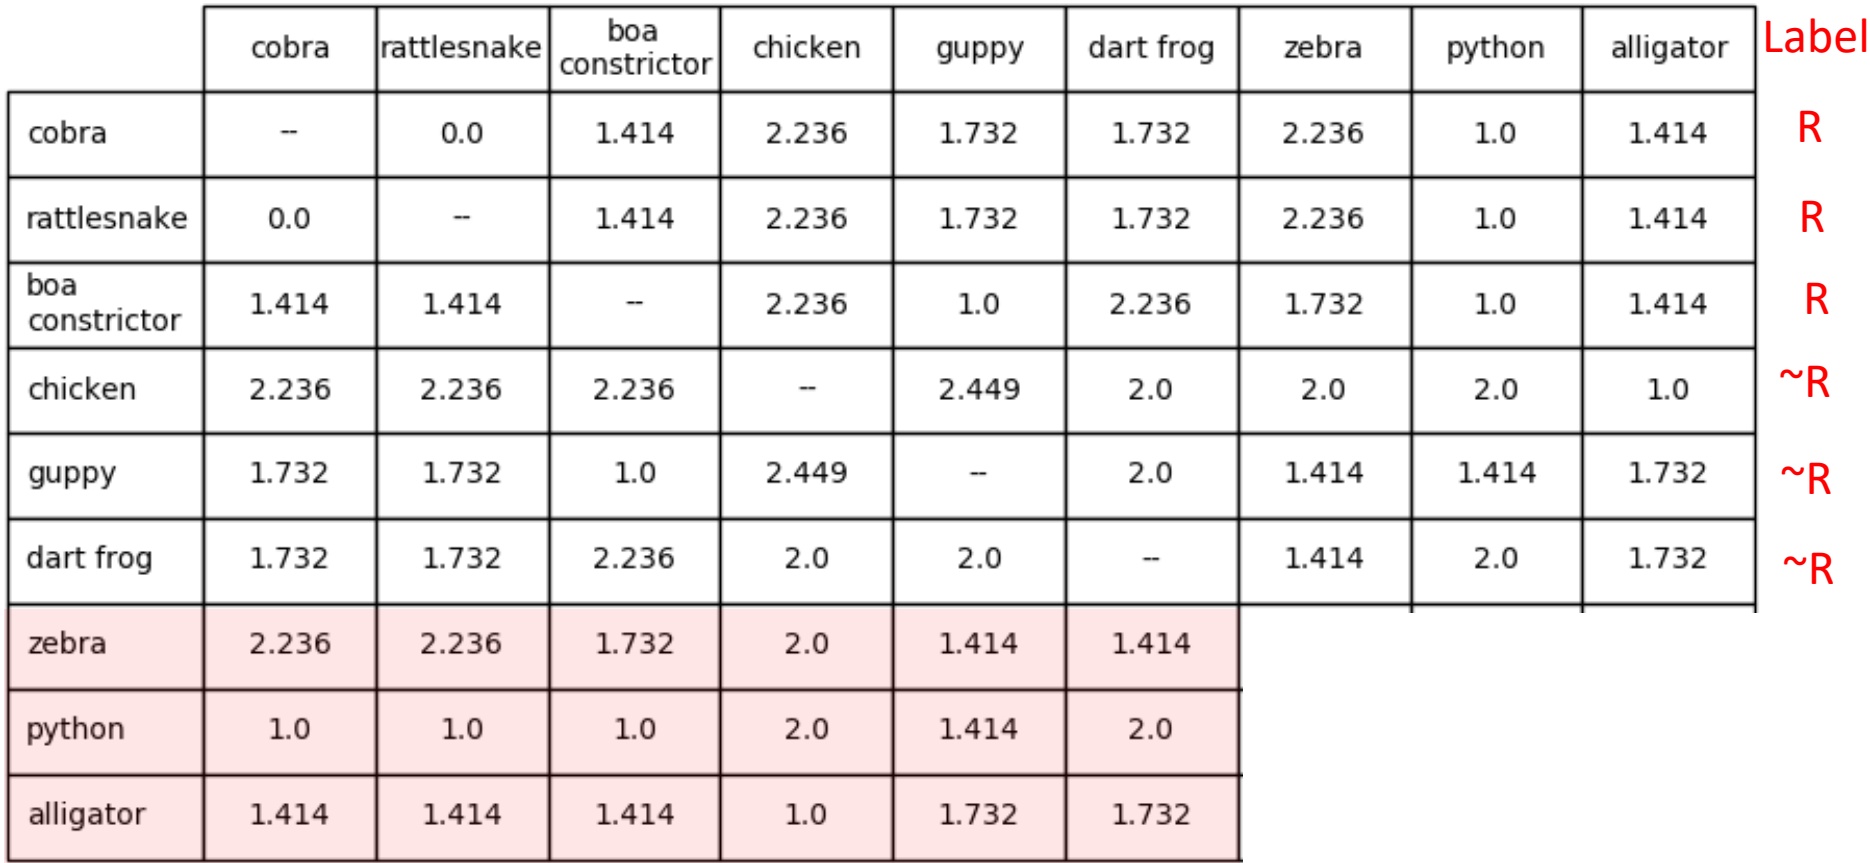 cobra rattlesnake boa constrictor chicken guppy dart frog zebra python alligator Label
cobra -- 0.0 1.414 2.236 1.732 1.732 2.236 1.0 1.414 R
rattlesnake 0.0 -- 1.414 2.236 1.732 1.732 2.236 1.0 1.414 R
boa constrictor 1.414 1.414 -- 2.236 1.0 2.236 1.732 1.0 1.414 R
chicken 2.236 2.236 2.236 -- 2.449 2.0 2.0 2.0 1.0 ~R
guppy 1.732 1.732 1.0 2.449 -- 2.0 1.414 1.414 1.732 ~R
dart frog 1.732 1.732 2.236 2.0 2.0 -- 1.414 2.0 1.732 ~R
zebra 2.236 2.236 1.732 2.0 1.414 1.414
python 1.0 1.0 1.0 2.0 1.414 2.0
alligator 1.414 1.414 1.414 1.0 1.732 1.732